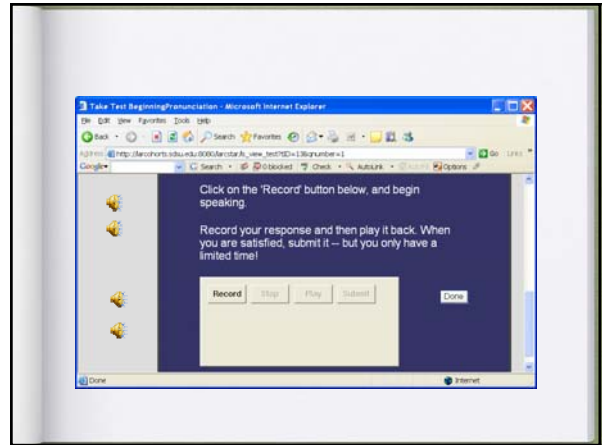 Take Test BeginningPronunciation - Microsoft Internet Explorer
File Edit View Favorites Tools Help
Back Search Favorites
Address
Google Search 0 blocked Check AutoLink Options
Go Links
Click on the 'Record' button below, and begin
speaking.
Record your response and then play it back. When
you are satisfied, submit it -- but you only have a
limited time!
Record Stop Play Submit
Done
Done Internet